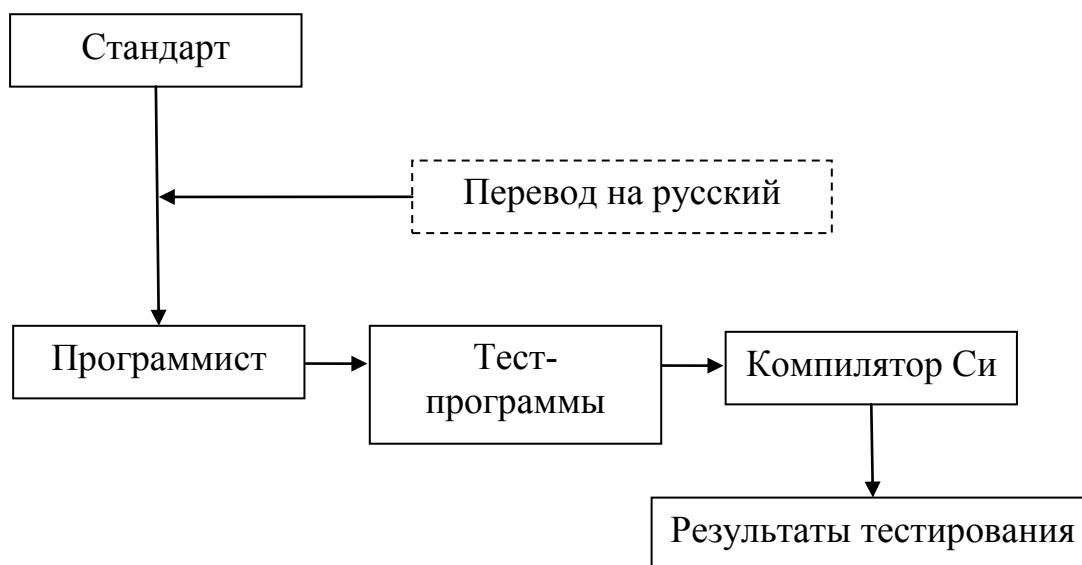 Стандарт
Перевод на русский
Программист
Тест-
программы
Компилятор Си
Результаты тестирования